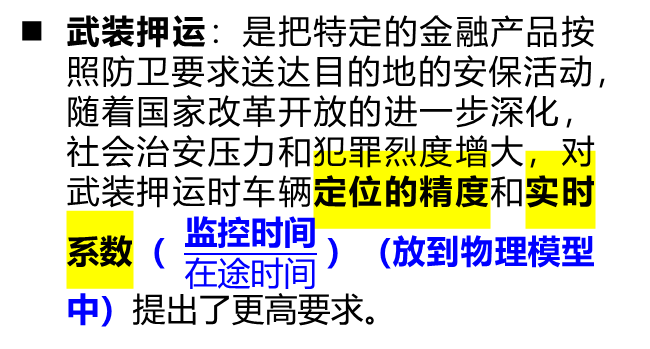 ■ 武装押运：是把特定的金融产品按
照防卫要求送达目的地的安保活动，
随着国家改革开放的进一步深化，
社会治安压力和犯罪烈度增大，对
武装押运时车辆定位的精度和实时
系数（监控时间/在途时间）（放到物理模型
中）提出了更高要求。